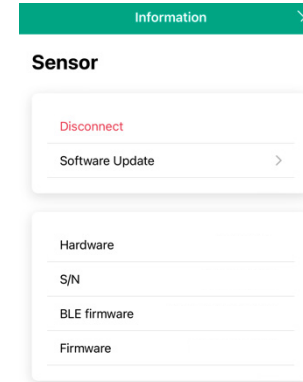 Information
Sensor
Disconnect
Software Update
Hardware
S/N
BLE firmware
Firmware